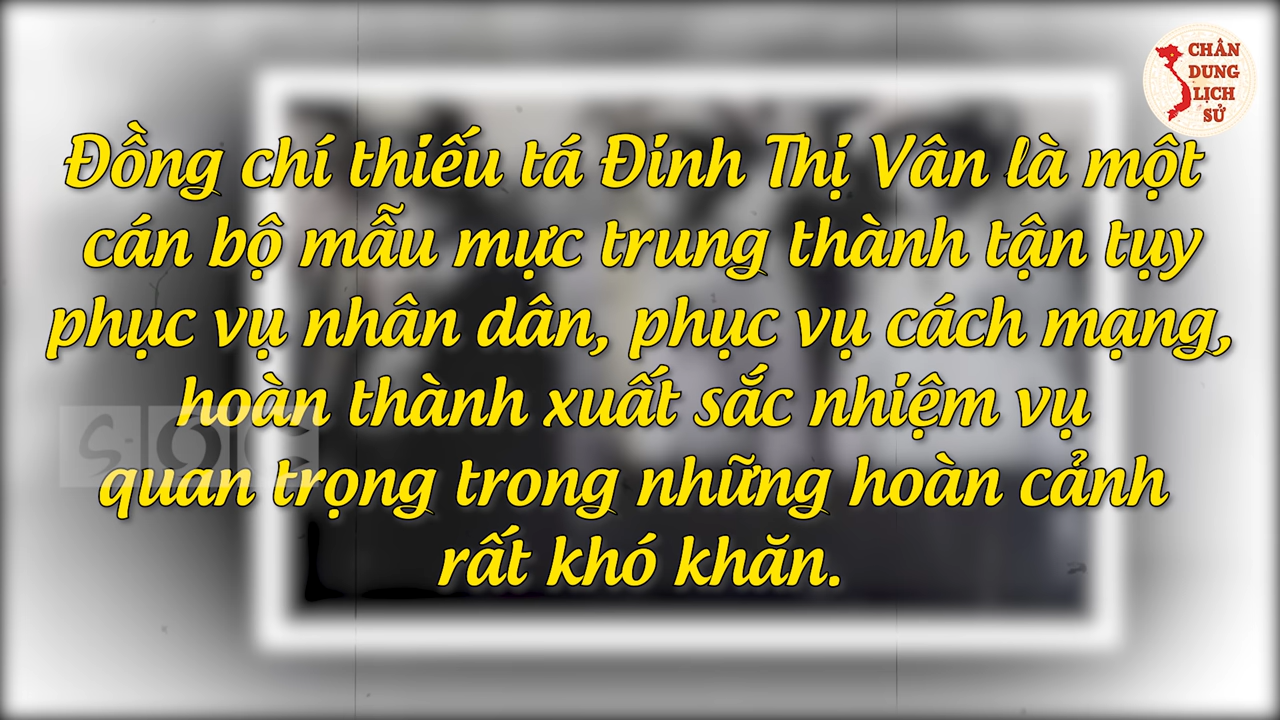 CHÂN
DUNG
LỊCH
SỬ
Đồng chí thiếu tá Đinh Thị Vân là một
cán bộ mẫu mực trung thành tận tụy
phục vụ nhân dân, phục vụ cách mạng,
hoàn thành xuất sắc nhiệm vụ
quan trọng trong những hoàn cảnh
rất khó khăn.